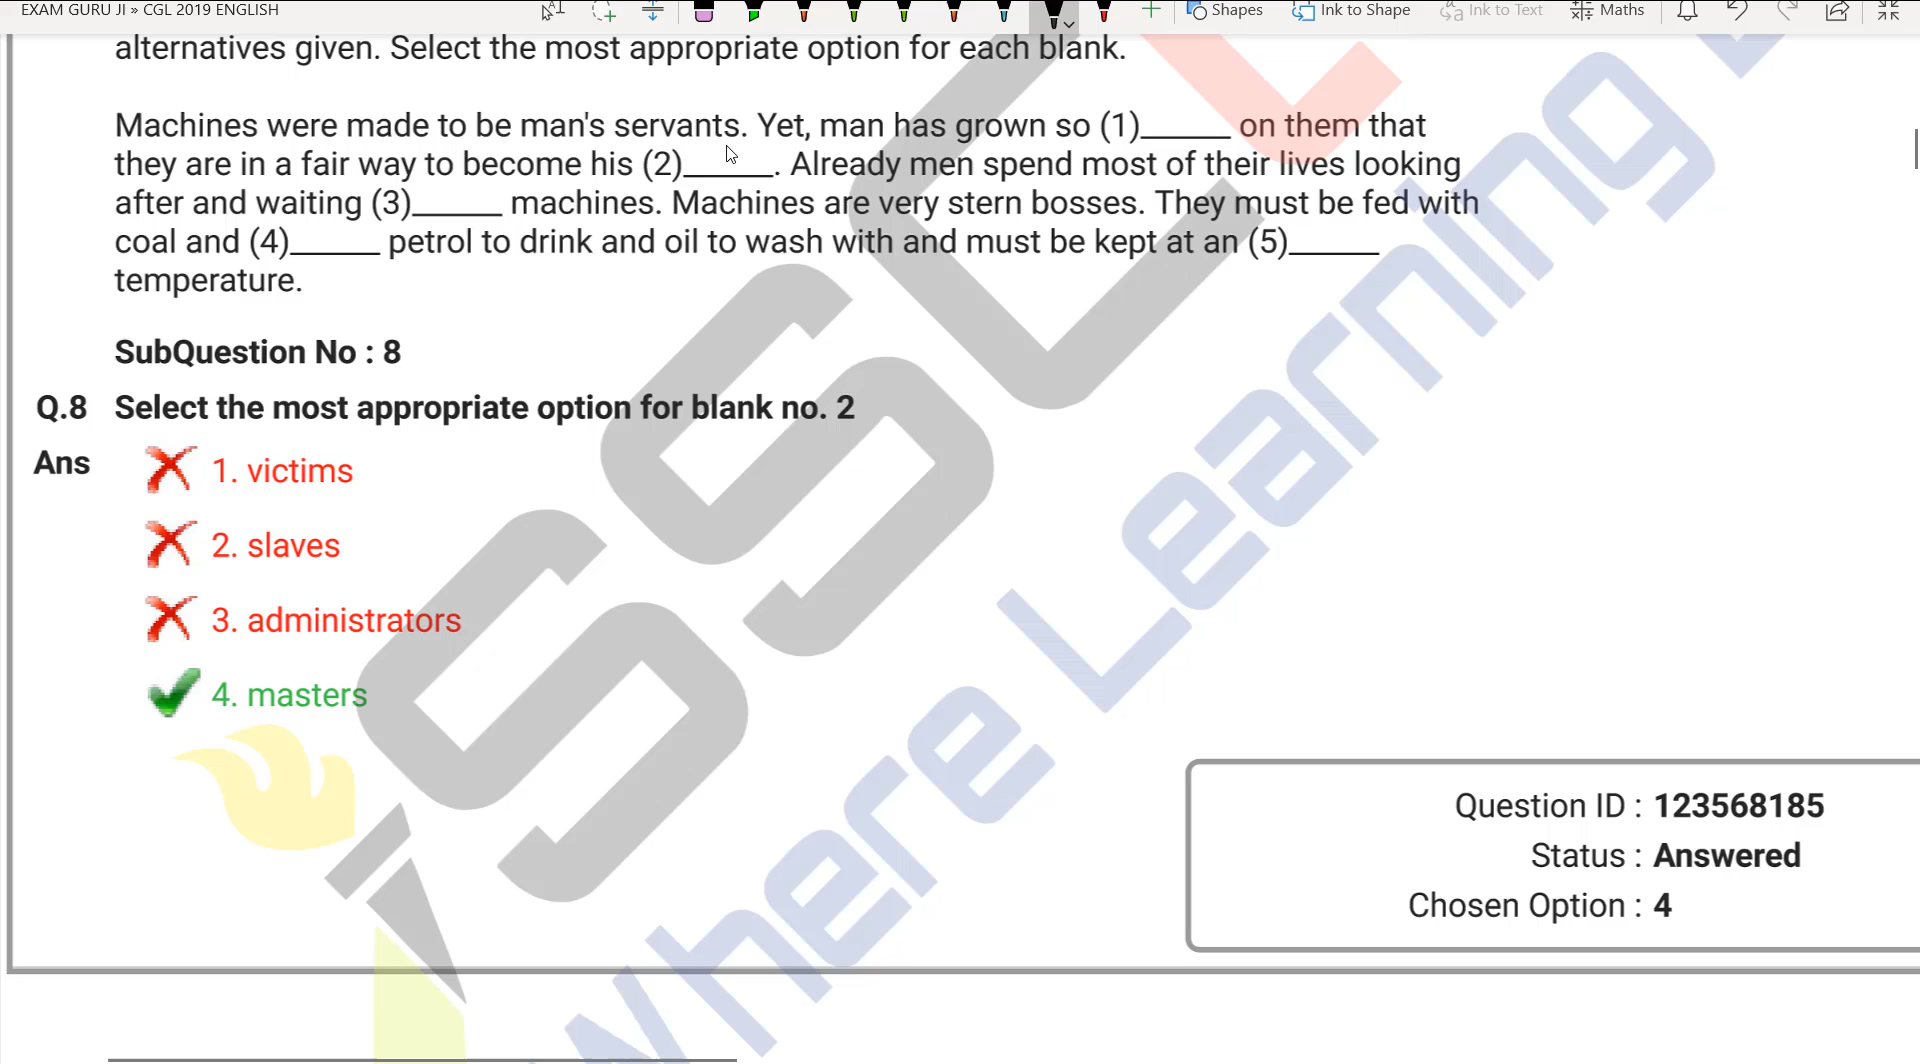 EXAM GURU JI » CGL 2019 ENGLISH
Shapes
Ink to Shape
Ink to Text
Maths
alternatives given. Select the most appropriate option for each blank.
Machines were made to be man's servants. Yet, man has grown so (1)_____ on them that
they are in a fair way to become his (2)_____. Already men spend most of their lives looking
after and waiting (3)_____ machines. Machines are very stern bosses. They must be fed with
coal and (4)_____ petrol to drink and oil to wash with and must be kept at an (5)_____
temperature.
SubQuestion No : 8
Q.8 Select the most appropriate option for blank no. 2
Ans 1. victims
2. slaves
3. administrators
4. masters
Question ID : 123568185
Status : Answered
Chosen Option : 4
SSC
where Learning